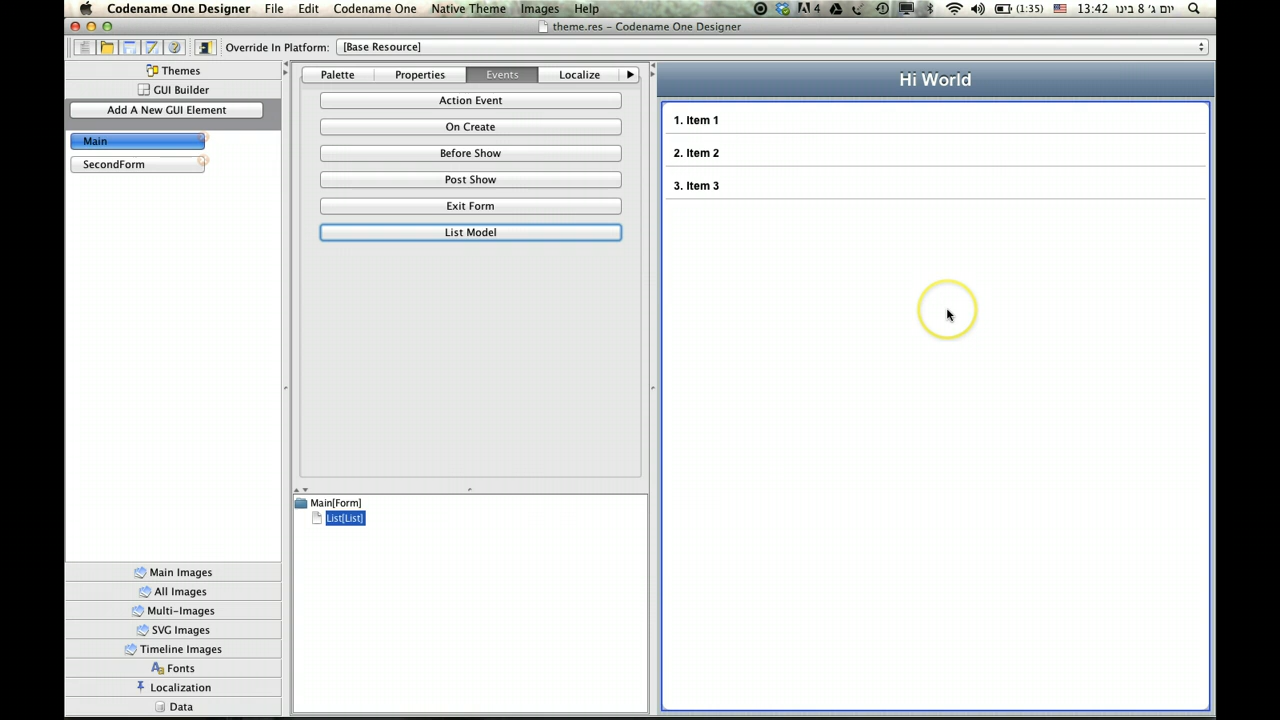 Codename One Designer File Edit Codename One Native Theme Images Help 4 (1:35) 13:42 יום ג׳ 8 בינו
theme.res – Codename One Designer
Override In Platform: [Base Resource]
Themes
GUI Builder
Add A New GUI Element
Main
SecondForm
Main Images
All Images
Multi-Images
SVG Images
Timeline Images
Fonts
Localization
Data
Palette Properties Events Localize
Action Event
On Create
Before Show
Post Show
Exit Form
List Model
Main[Form]
List[List]
Hi World
1. Item 1
2. Item 2
3. Item 3